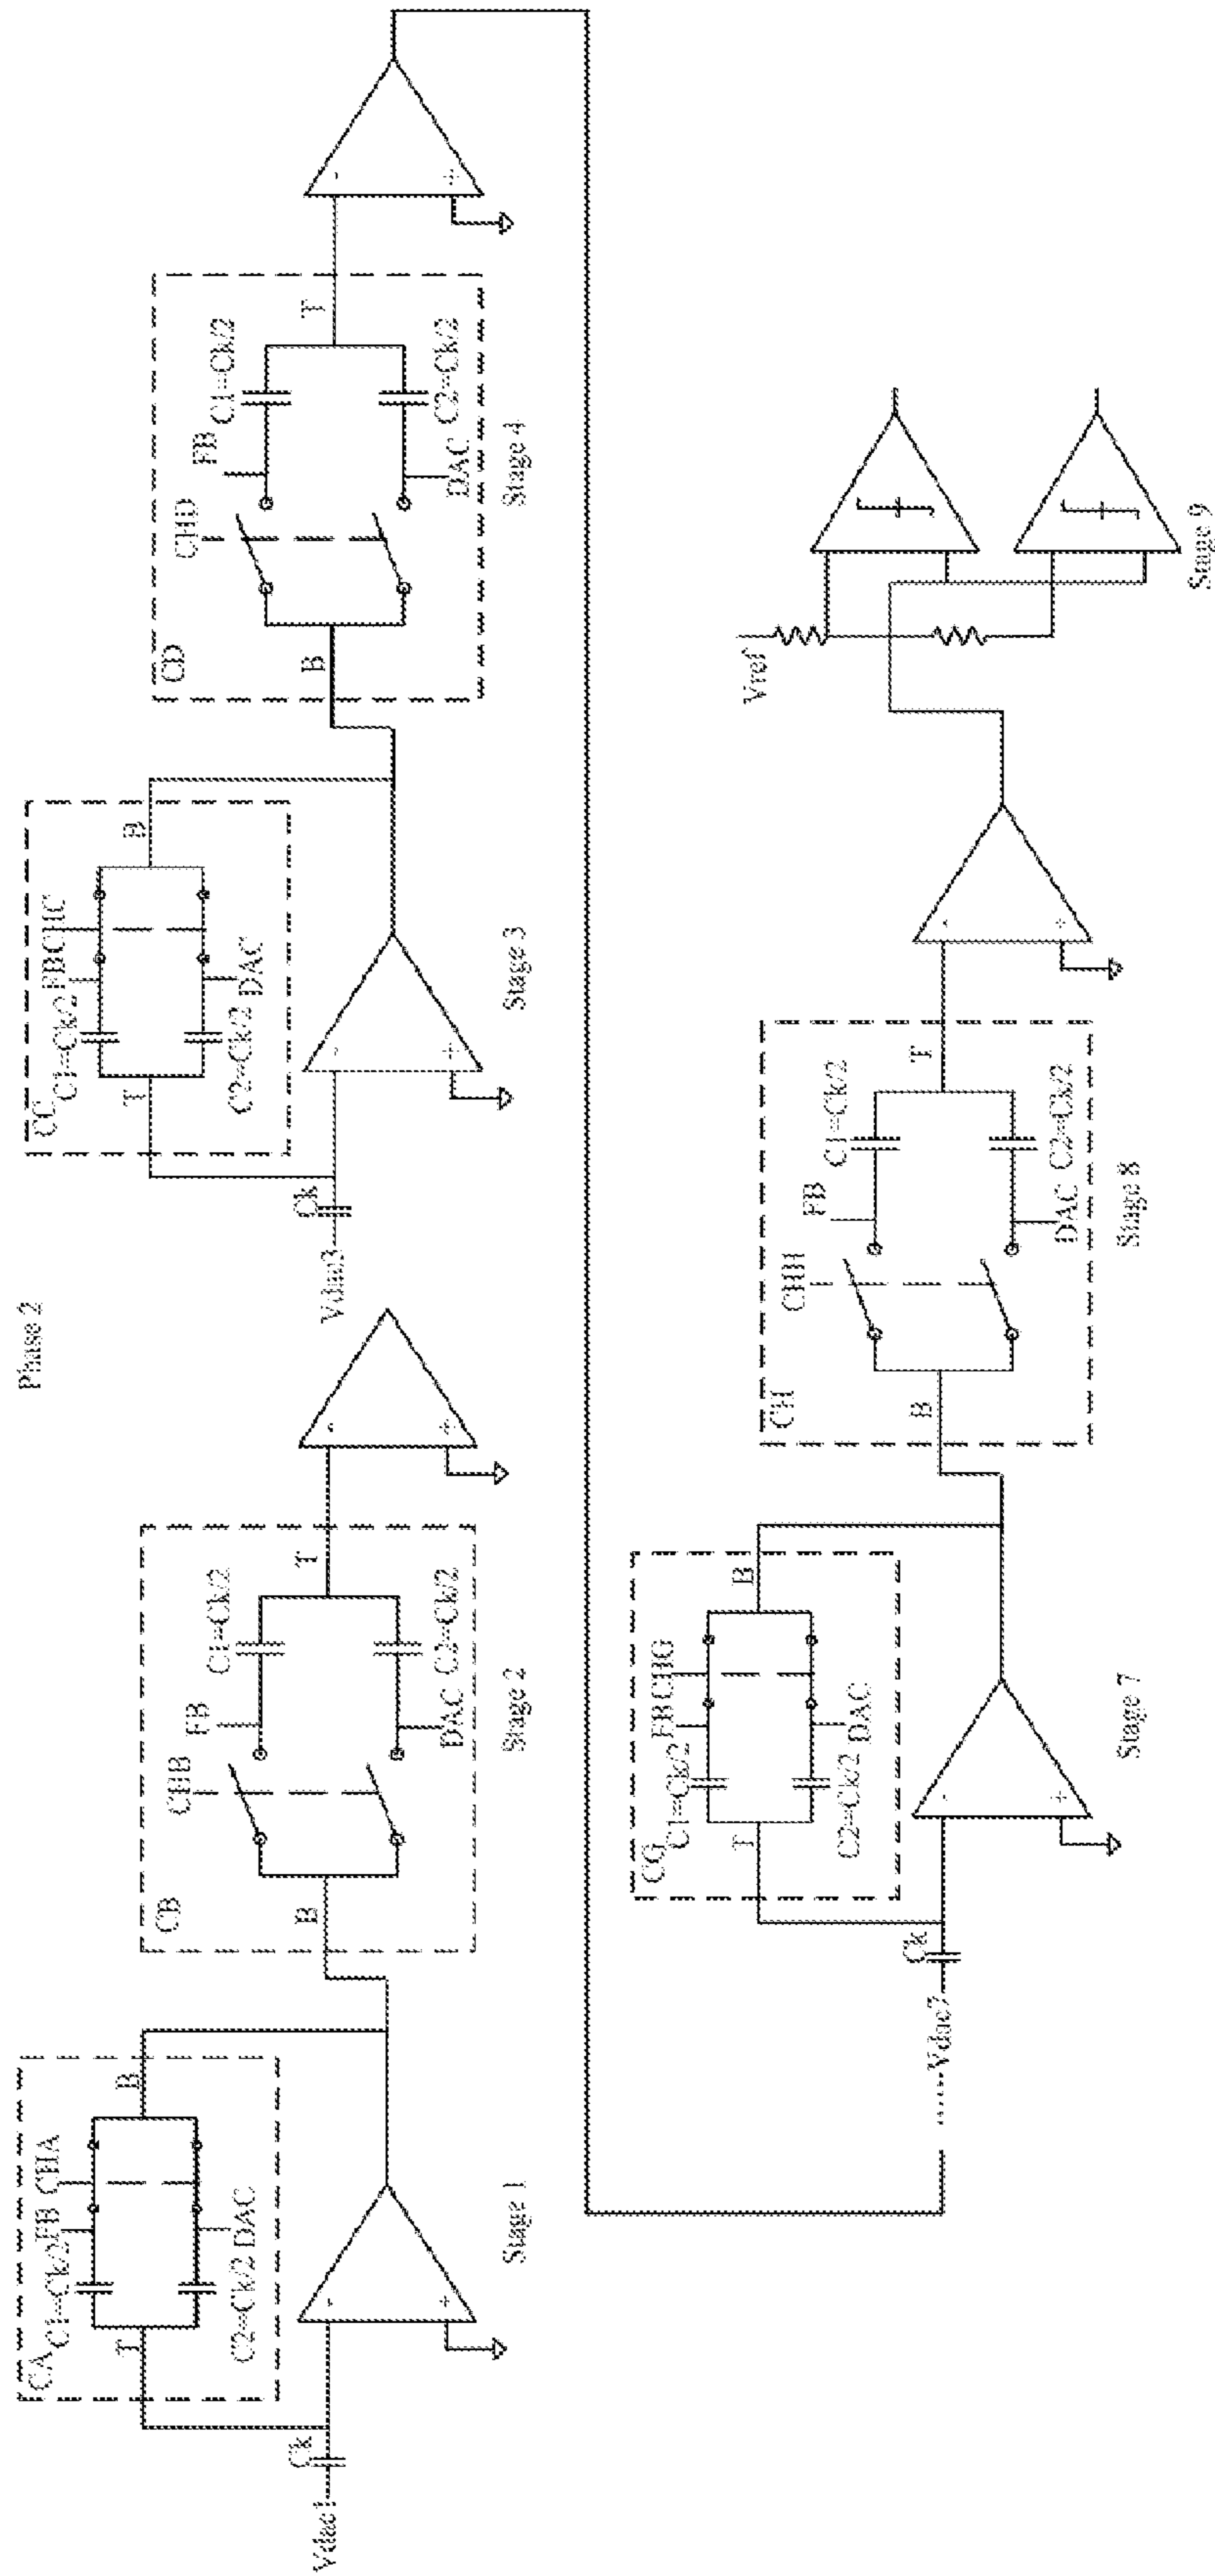 Phase 2
CA
C1=Ck/2
FB
CHA
T
B
C2=Ck/2
DAC
Vdac1
Ck
-
+
Stage 1
CB
CHB
FB
C1=Ck/2
B
T
DAC
C2=Ck/2
-
+
Stage 2
CC
C1=Ck/2
FB
CHC
T
B
C2=Ck/2
DAC
Vdac3
Ck
-
+
Stage 3
CD
CHD
FB
C1=Ck/2
B
T
DAC
C2=Ck/2
-
+
Stage 4
CG
C1=Ck/2
FB
CHG
T
B
C2=Ck/2
DAC
Vdac7
Ck
-
+
Stage 7
CH
CHH
FB
C1=Ck/2
B
T
DAC
C2=Ck/2
-
+
Stage 8
Vref
Stage 9